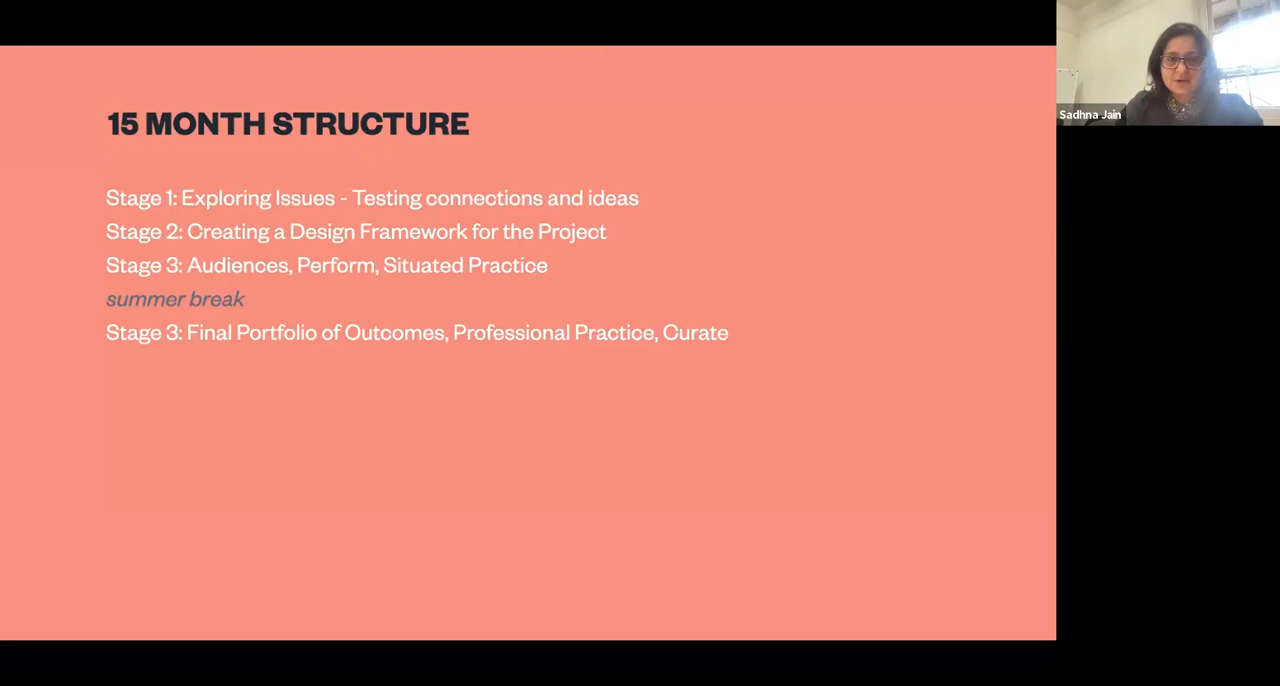 15 MONTH STRUCTURE
Stage 1: Exploring Issues - Testing connections and ideas
Stage 2: Creating a Design Framework for the Project
Stage 3: Audiences, Perform, Situated Practice
summer break
Stage 3: Final Portfolio of Outcomes, Professional Practice, Curate
Sadhna Jain